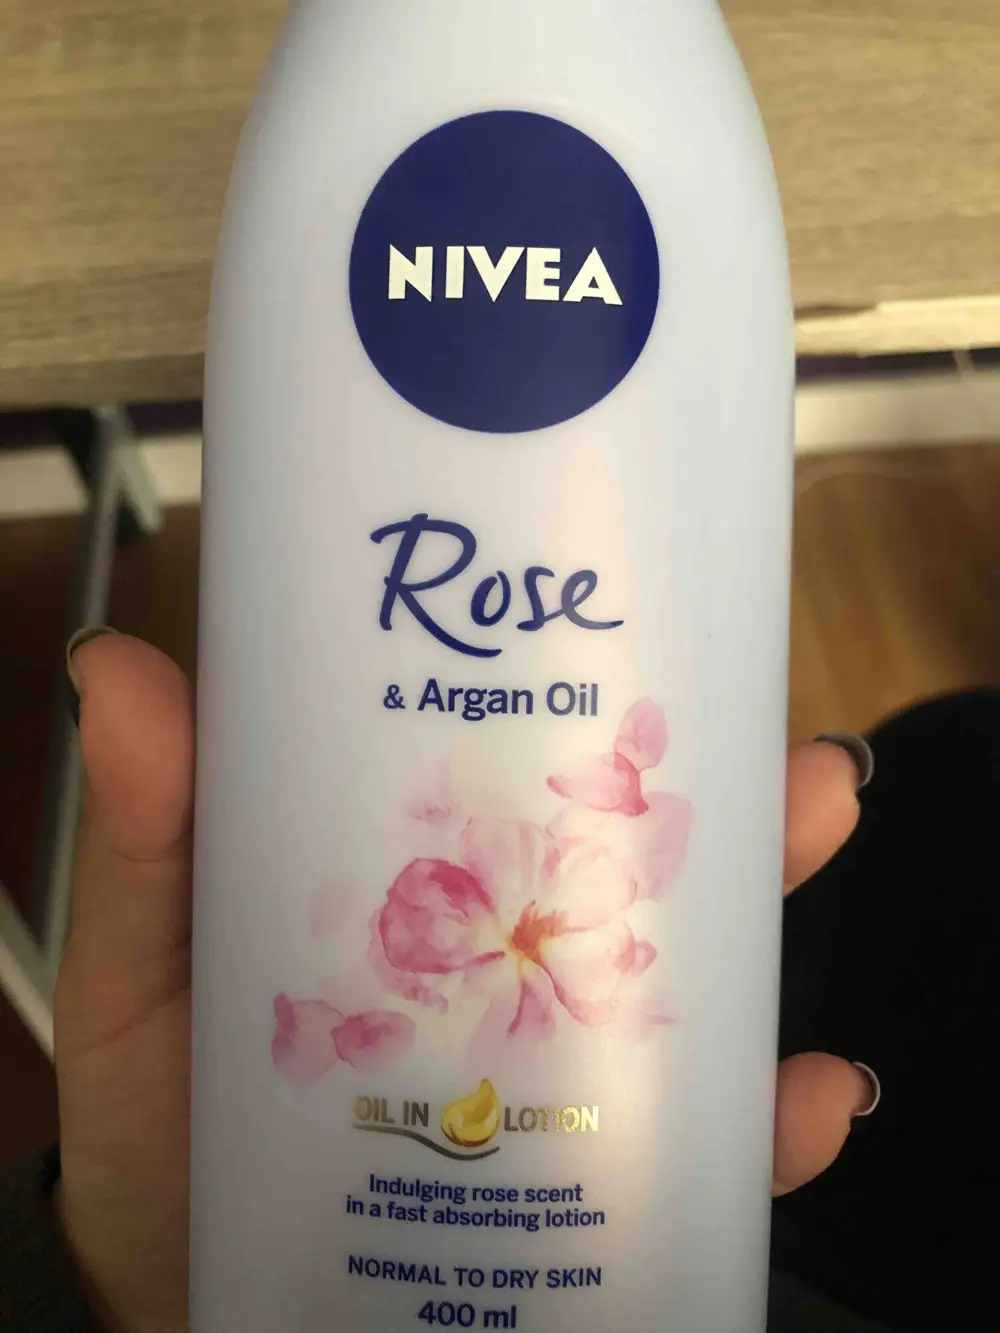 NIVEA
Rose
& Argan Oil
OIL IN LOTION
Indulging rose scent
in a fast absorbing lotion
NORMAL TO DRY SKIN
400 ml